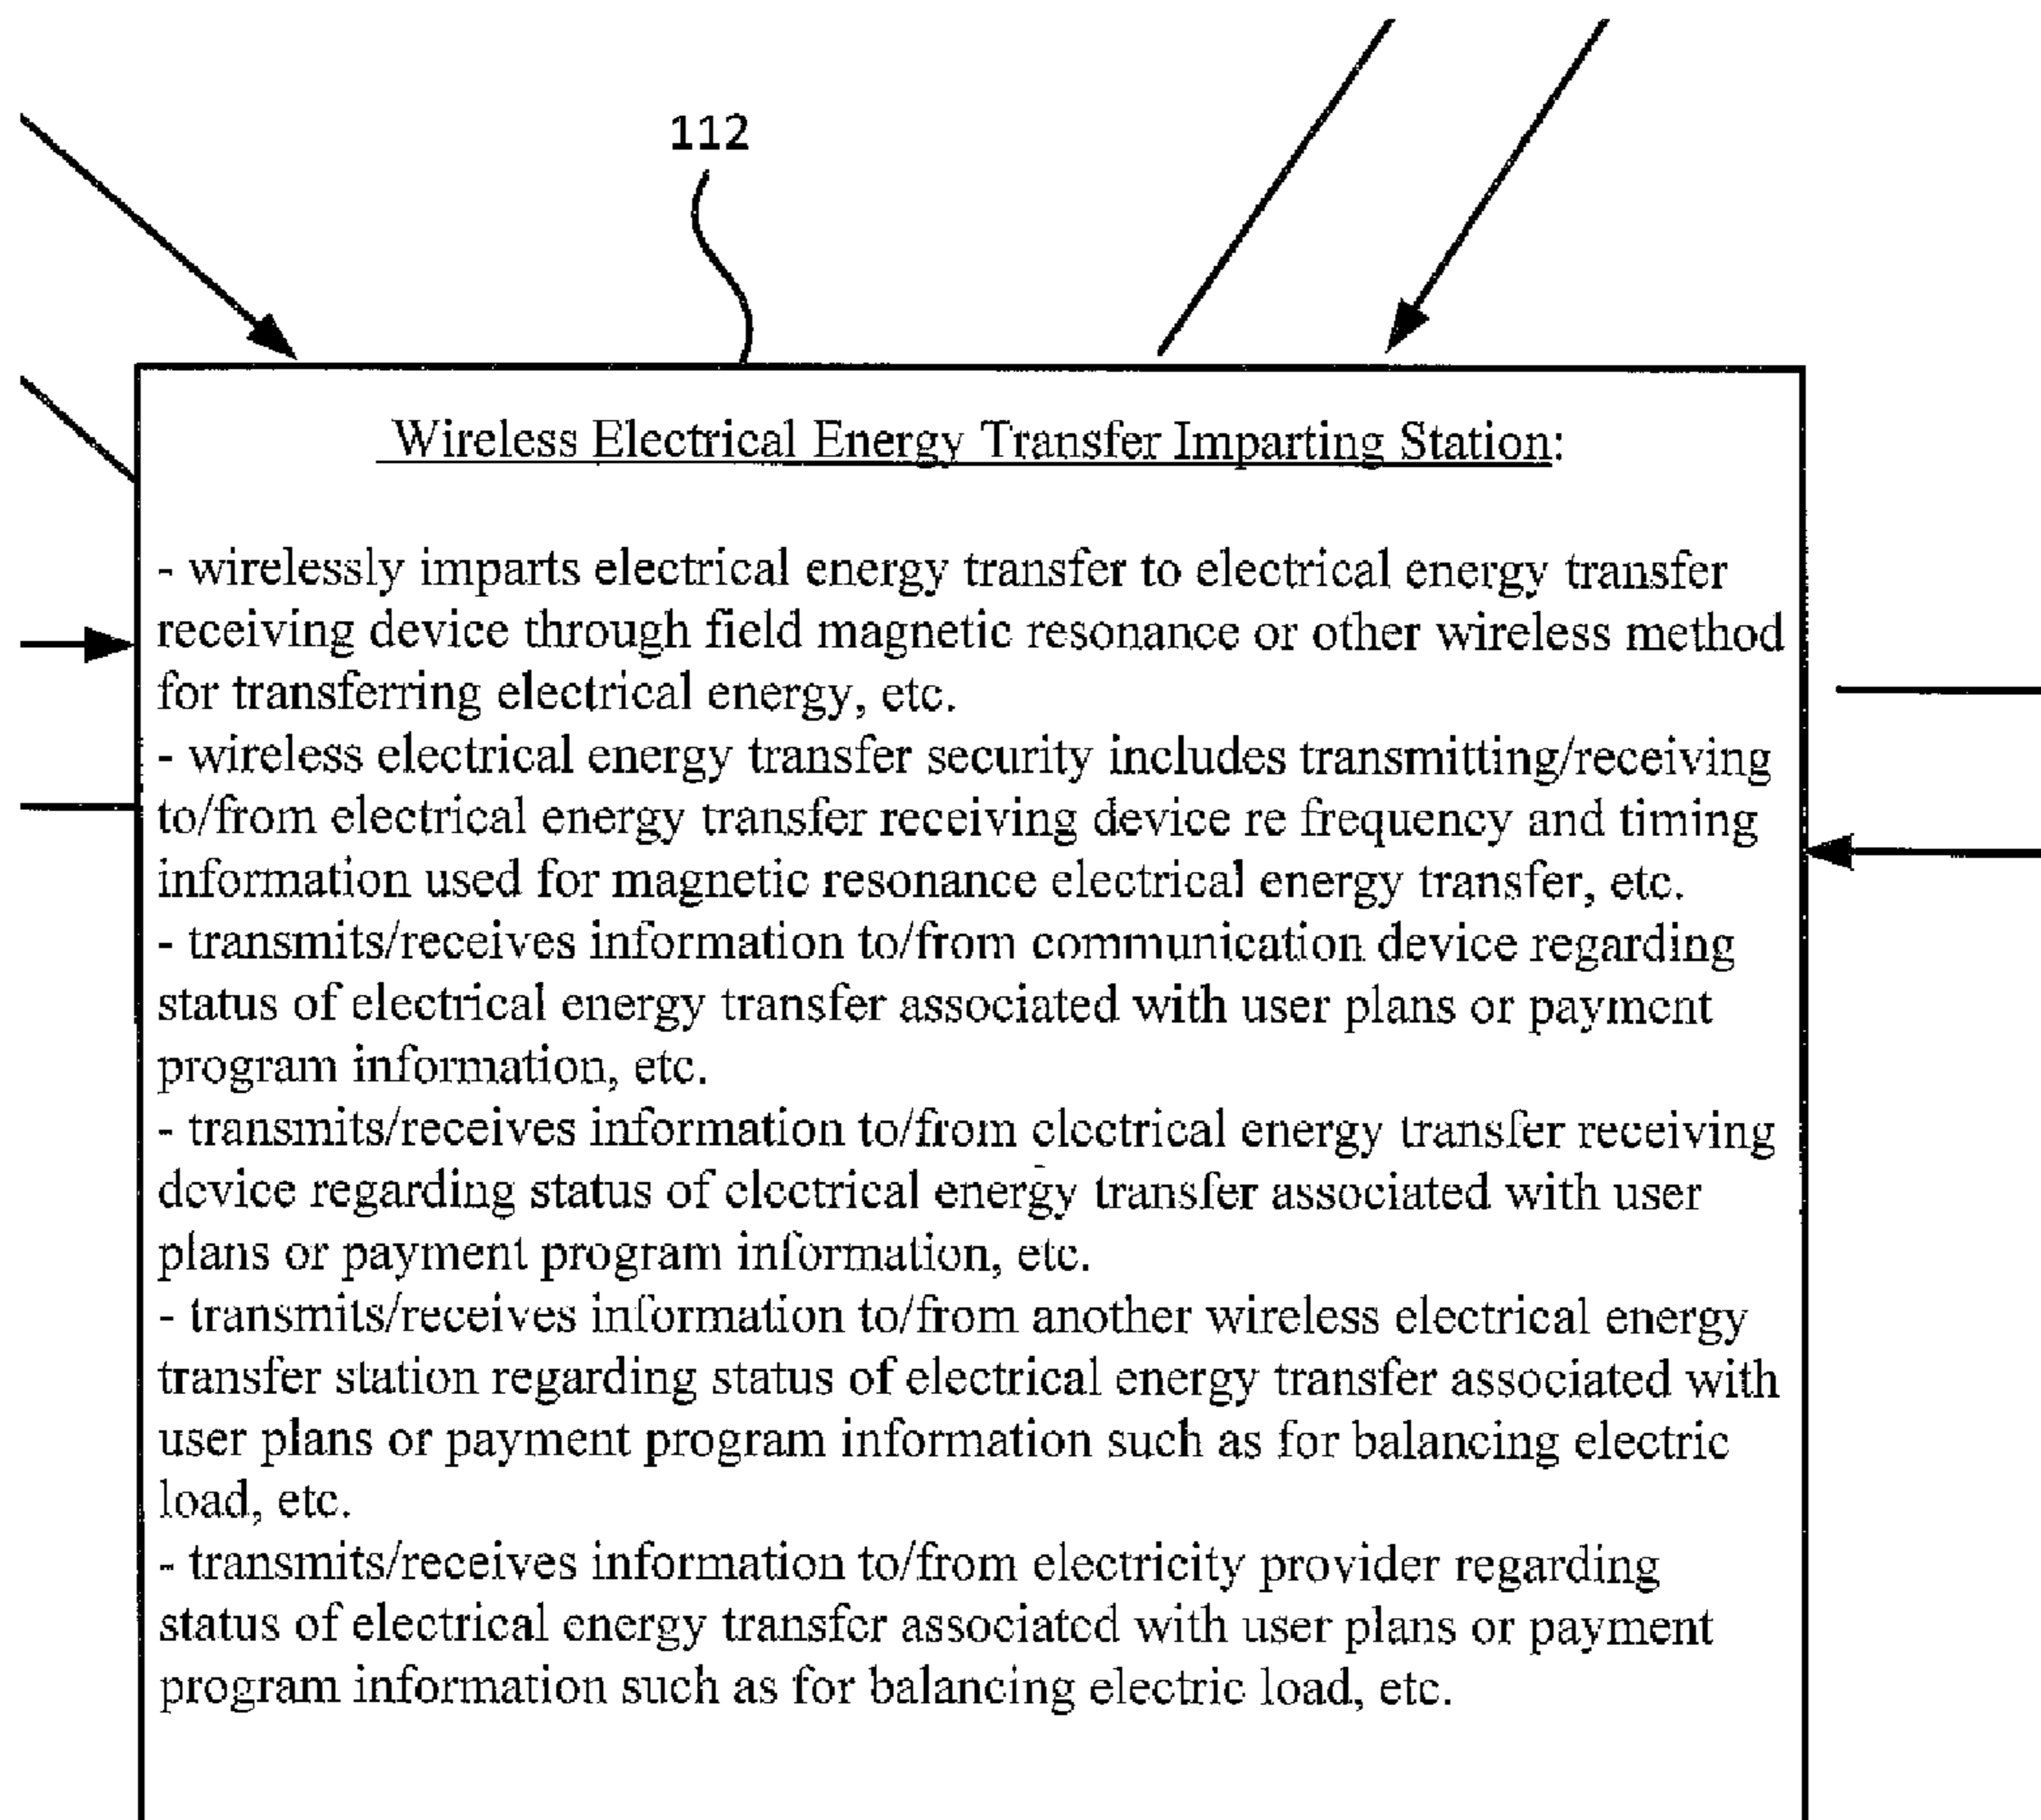 112
Wireless Electrical Energy Transfer Imparting Station:
- wirelessly imparts electrical energy transfer to electrical energy transfer
receiving device through field magnetic resonance or other wireless method
for transferring electrical energy, etc.
- wireless electrical energy transfer security includes transmitting/receiving
to/from electrical energy transfer receiving device re frequency and timing
information used for magnetic resonance electrical energy transfer, etc.
- transmits/receives information to/from communication device regarding
status of electrical energy transfer associated with user plans or payment
program information, etc.
- transmits/receives information to/from electrical energy transfer receiving
device regarding status of electrical energy transfer associated with user
plans or payment program information, etc.
- transmits/receives information to/from another wireless electrical energy
transfer station regarding status of electrical energy transfer associated with
user plans or payment program information such as for balancing electric
load, etc.
- transmits/receives information to/from electricity provider regarding
status of electrical energy transfer associated with user plans or payment
program information such as for balancing electric load, etc.